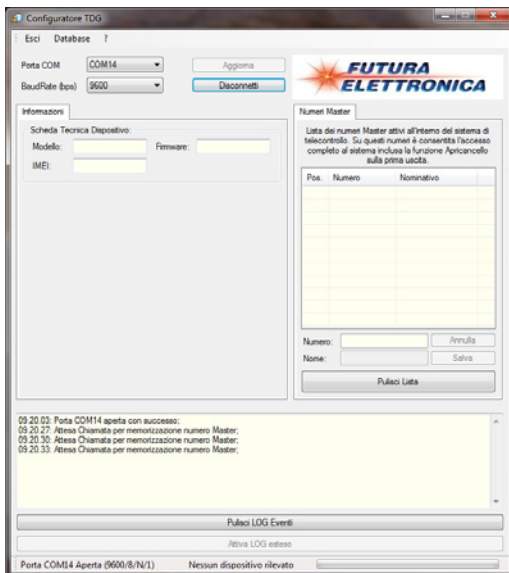 Configuratore TDG
Esci Database ?
Porta COM COM14 Aggiorna
BaudRate (bps) 9600 Disconnetti
FUTURA
ELETTRONICA
Informazioni
Scheda Tecnica Dispositivo:
Modello: Firmware:
IMEI:
Numeri Master
Lista dei numeri Master attivi all'interno del sistema di
telecontrollo. Su questi numeri è consentita l'accesso
completo al sistema inclusa la funzione Apricancello
sulla prima uscita.
Pos. Numero Nominativo
Numero: Annulla
Nome: Salva
Pulisci Lista
09.20.03: Porta COM14 aperta con successo;
09.20.27: Attesa Chiamata per memorizzazione numero Master;
09.20.30: Attesa Chiamata per memorizzazione numero Master;
09.20.33: Attesa Chiamata per memorizzazione numero Master;
Pulisci LOG Eventi
Attiva LOG esteso
Porta COM14 Aperta (9600/8/N/1) Nessun dispositivo rilevato